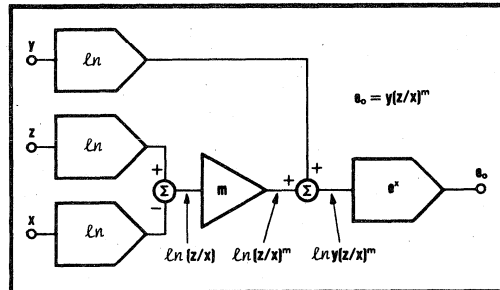 y
ℓn
e₀ = y(z/x)ᵐ
z
ℓn
+
+
Σ
m
+
Σ
eˣ
e₀
−
x
ℓn
ℓn (z/x)
ℓn (z/x)ᵐ
ℓn y(z/x)ᵐ